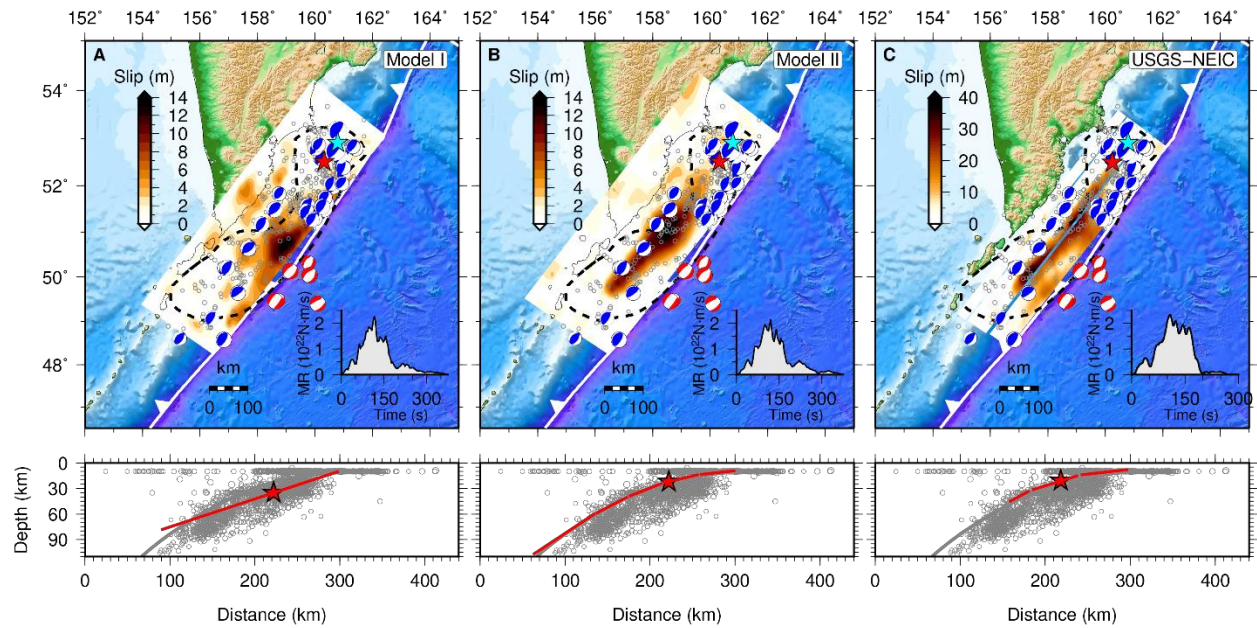 152° 154° 156° 158° 160° 162° 164° 152° 154° 156° 158° 160° 162° 164° 152° 154° 156° 158° 160° 162° 164°
A Model I B Model II C USGS−NEIC
Slip (m) Slip (m) Slip (m)
54° 14 14 40
12 12
10 10 30
8 8
52° 6 6 20
4 4 10
2 2
0 0 0
50°
MR (10²²N·m/s) MR (10²²N·m/s) MR (10²²N·m/s)
2 2 2
1 1 1
48° km km km
0 0 0
0 100 0 100 0 100
0 300 0 300 0 300
Time (s) Time (s) Time (s)
Depth (km)
0
30
60
90
0 100 200 300 400 0 100 200 300 400 0 100 200 300 400
Distance (km) Distance (km) Distance (km)